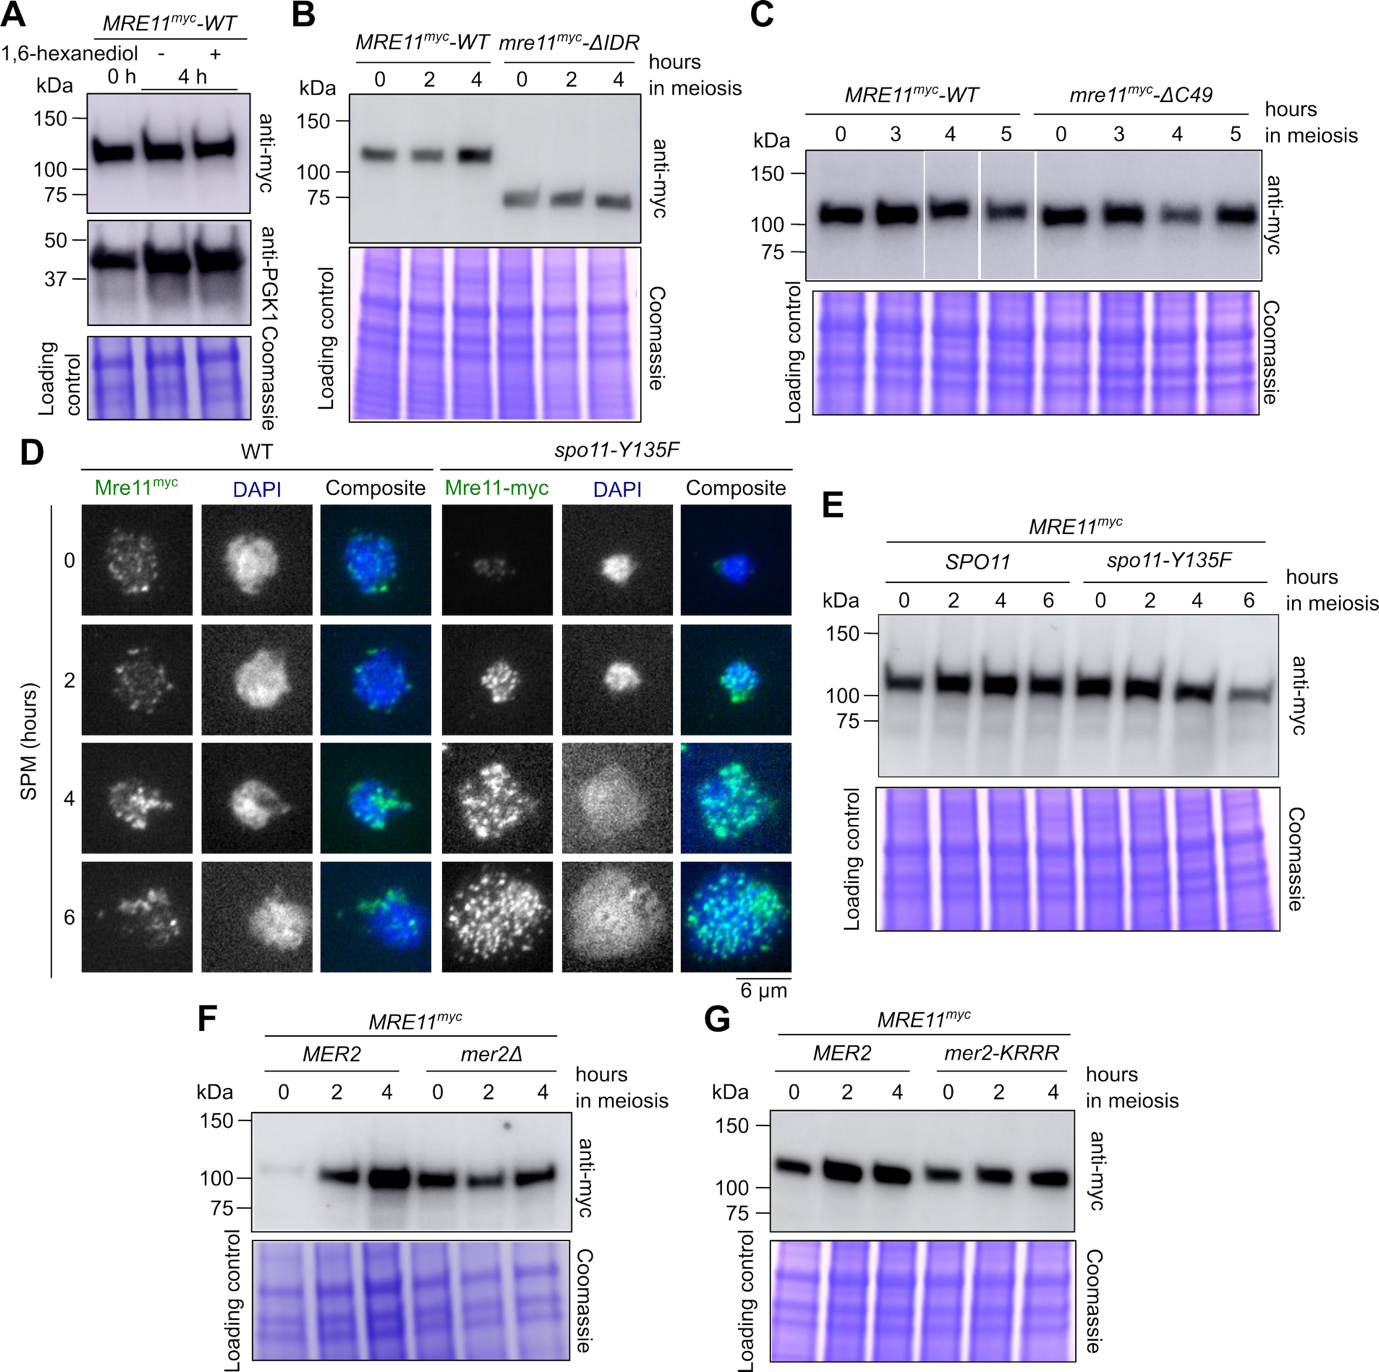 A
MRE11myc-WT
1,6-hexanediol - +
kDa 0 h 4 h
150
100
75
anti-myc
50
37
anti-PGK1
Loading
control
Coomassie
B
MRE11myc-WT mre11myc-ΔIDR
hours
in meiosis
kDa 0 2 4 0 2 4
150
100
75
anti-myc
Loading control
Coomassie
C
MRE11myc-WT mre11myc-ΔC49
hours
in meiosis
kDa 0 3 4 5 0 3 4 5
150
100
75
anti-myc
Loading control
Coomassie
D
WT spo11-Y135F
Mre11myc DAPI Composite Mre11-myc DAPI Composite
SPM (hours)
0
2
4
6
6 µm
E
MRE11myc
SPO11 spo11-Y135F
hours
in meiosis
kDa 0 2 4 6 0 2 4 6
150
100
75
anti-myc
Loading control
Coomassie
F
MRE11myc
MER2 mer2Δ
hours
in meiosis
kDa 0 2 4 0 2 4
150
100
75
anti-myc
Loading control
Coomassie
G
MRE11myc
MER2 mer2-KRRR
hours
in meiosis
kDa 0 2 4 0 2 4
150
100
75
anti-myc
Loading control
Coomassie